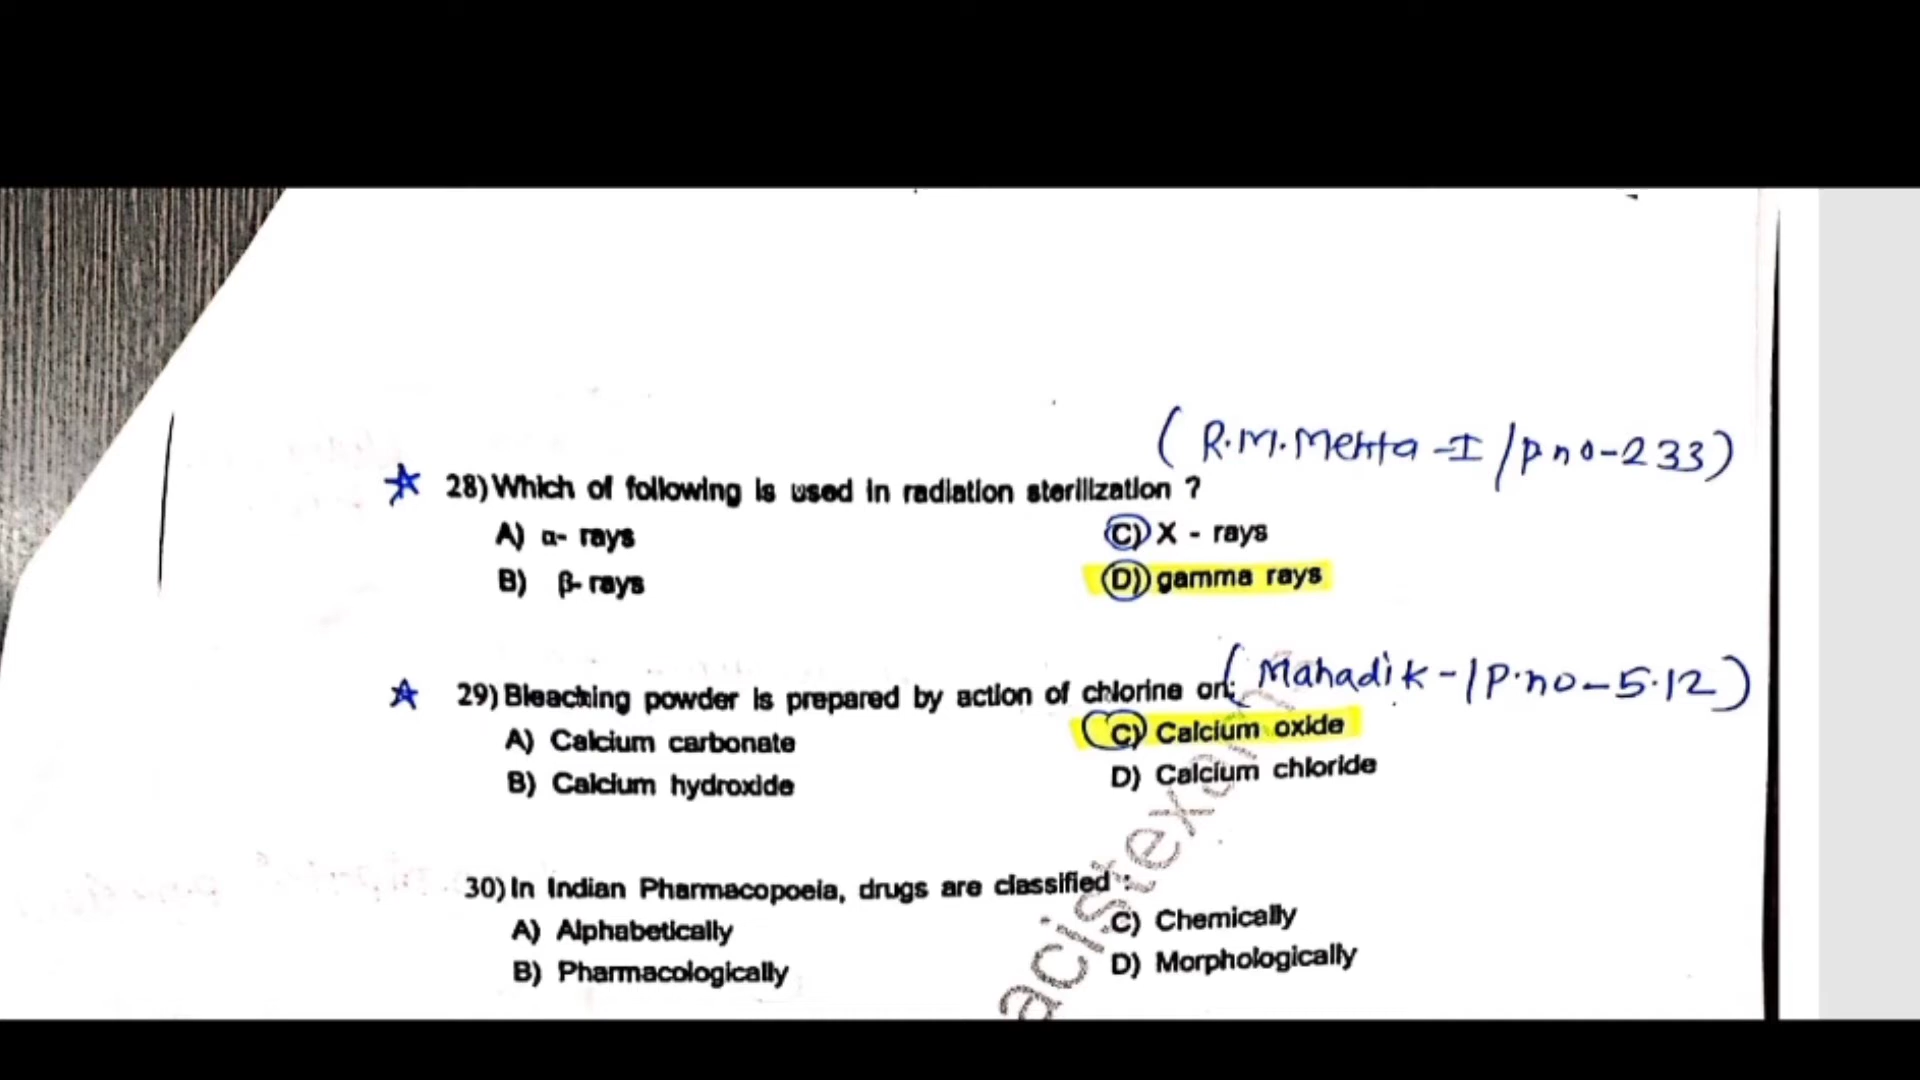 ( R.M.Mehta -I / p no-233)
28) Which of following is used in radiation sterilization ?
A) α- rays
C) X - rays
B) β- rays
D) gamma rays
( Mahadik - / P.no-5.12 )
29) Bleaching powder is prepared by action of chlorine on:
A) Calcium carbonate
C) Calcium oxide
B) Calcium hydroxide
D) Calcium chloride
30) In Indian Pharmacopoeia, drugs are classified :
A) Alphabetically
C) Chemically
B) Pharmacologically
D) Morphologically